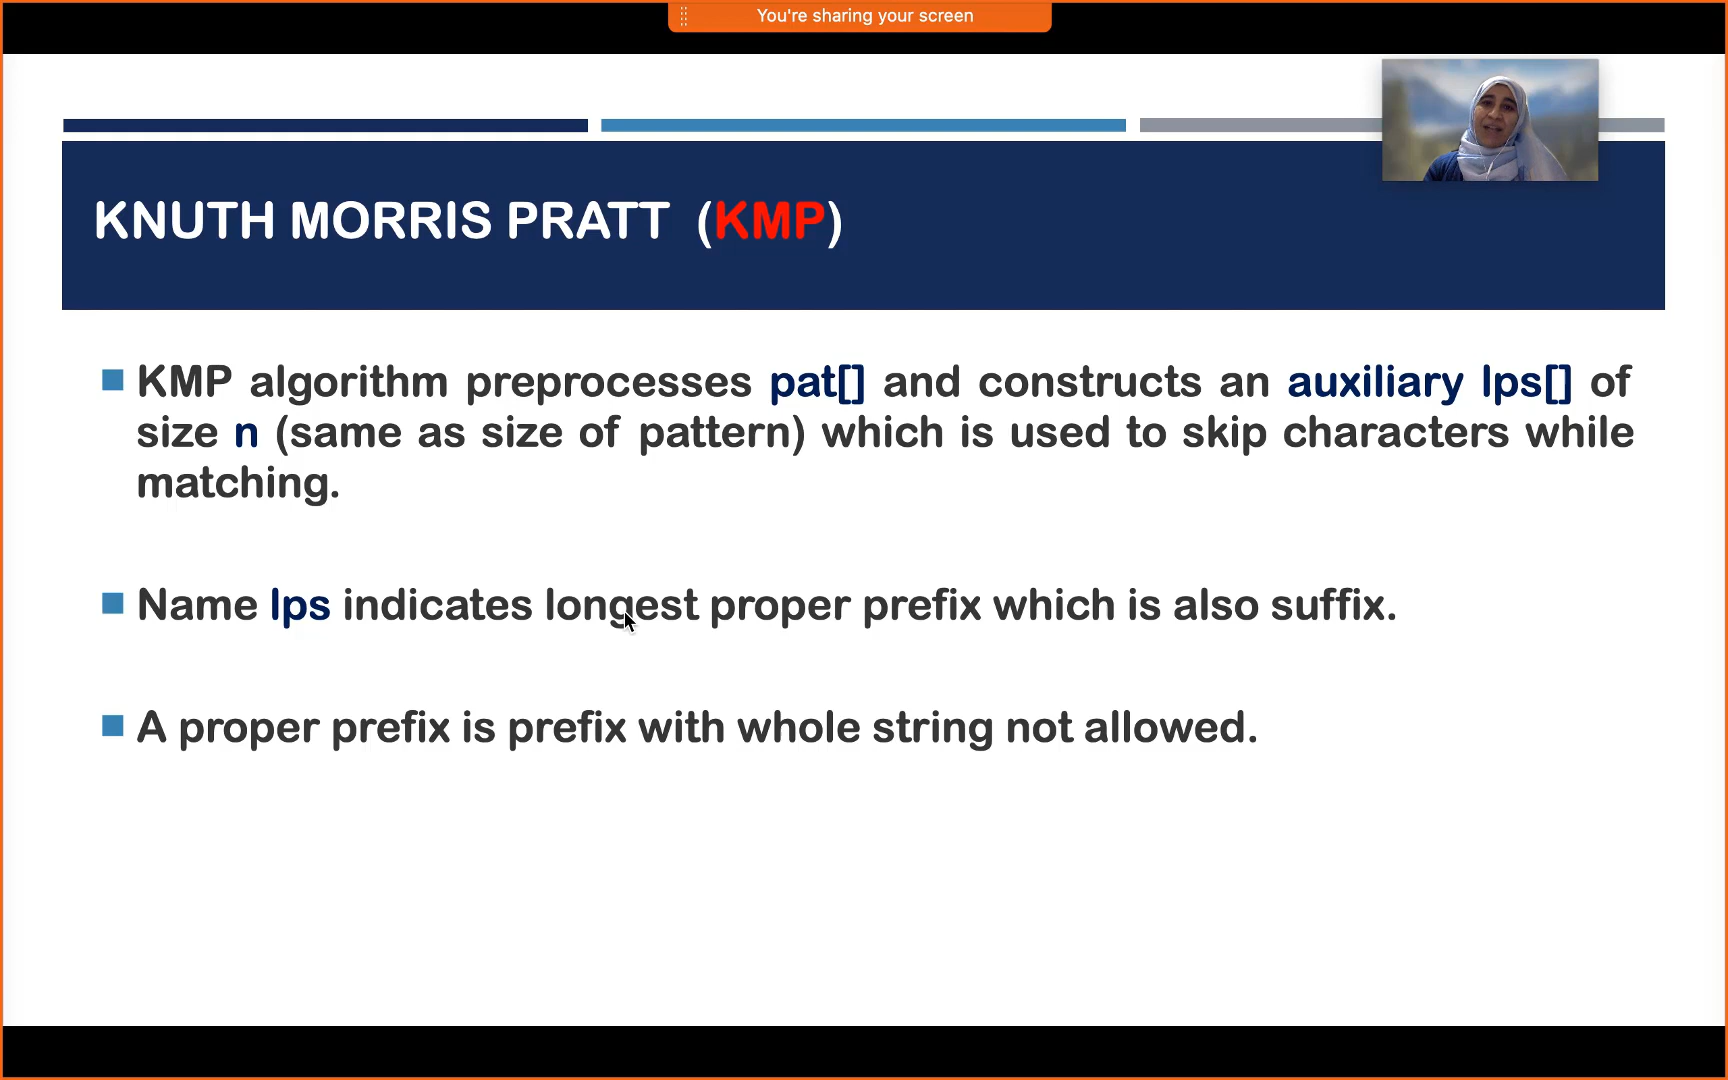 You're sharing your screen
KNUTH MORRIS PRATT (KMP)
KMP algorithm preprocesses pat[] and constructs an auxiliary lps[] of
size n (same as size of pattern) which is used to skip characters while
matching.
Name lps indicates longest proper prefix which is also suffix.
A proper prefix is prefix with whole string not allowed.